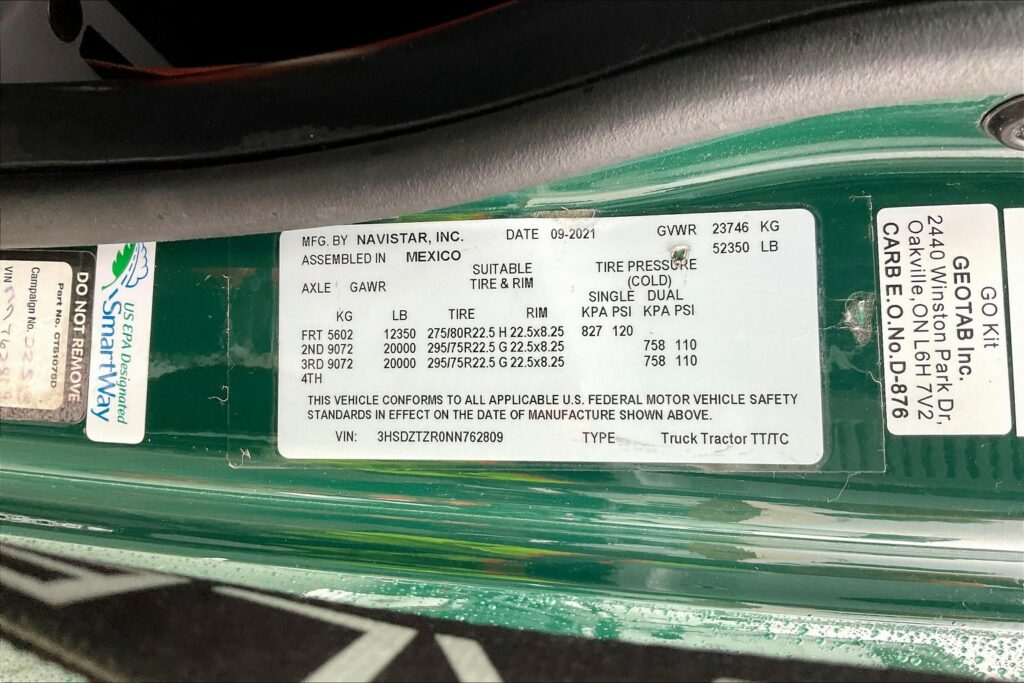 MFG. BY NAVISTAR, INC. DATE 09-2021 GVWR 23746 KG
52350 LB
ASSEMBLED IN MEXICO
SUITABLE TIRE PRESSURE
TIRE & RIM (COLD)
AXLE GAWR
SINGLE DUAL
KG LB TIRE RIM KPA PSI KPA PSI
FRT 5602 12350 275/80R22.5 H 22.5x8.25 827 120
2ND 9072 20000 295/75R22.5 G 22.5x8.25 758 110
3RD 9072 20000 295/75R22.5 G 22.5x8.25 758 110
4TH
THIS VEHICLE CONFORMS TO ALL APPLICABLE U.S. FEDERAL MOTOR VEHICLE SAFETY
STANDARDS IN EFFECT ON THE DATE OF MANUFACTURE SHOWN ABOVE.
VIN: 3HSDZTZR0NN762809 TYPE Truck Tractor TT/TC
GO Kit
GEOTAB Inc.
2440 Winston Park Dr,
Oakville, ON L6H 7V2
CARB E.O.No.D-876
US EPA Designated
SmartWay
DO NOT REMOVE
Part No.
Campaign No.
VIN